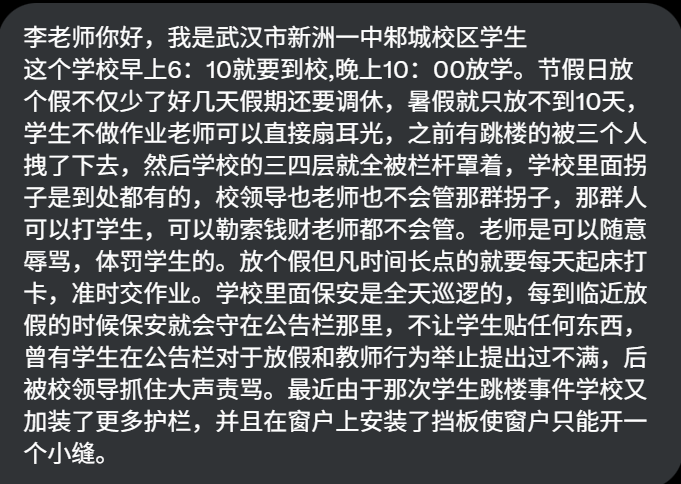 李老师你好，我是武汉市新洲一中邾城校区学生
这个学校早上6：10就要到校,晚上10：00放学。节假日放
个假不仅少了好几天假期还要调休，暑假就只放不到10天，
学生不做作业老师可以直接扇耳光，之前有跳楼的被三个人
拽了下去，然后学校的三四层就全被栏杆罩着，学校里面拐
子是到处都有的，校领导也老师也不会管那群拐子，那群人
可以打学生，可以勒索钱财老师都不会管。老师是可以随意
辱骂，体罚学生的。放个假但凡时间长点的就要每天起床打
卡，准时交作业。学校里面保安是全天巡逻的，每到临近放
假的时候保安就会守在公告栏那里，不让学生贴任何东西，
曾有学生在公告栏对于放假和教师行为举止提出过不满，后
被校领导抓住大声责骂。最近由于那次学生跳楼事件学校又
加装了更多护栏，并且在窗户上安装了挡板使窗户只能开一
个小缝。